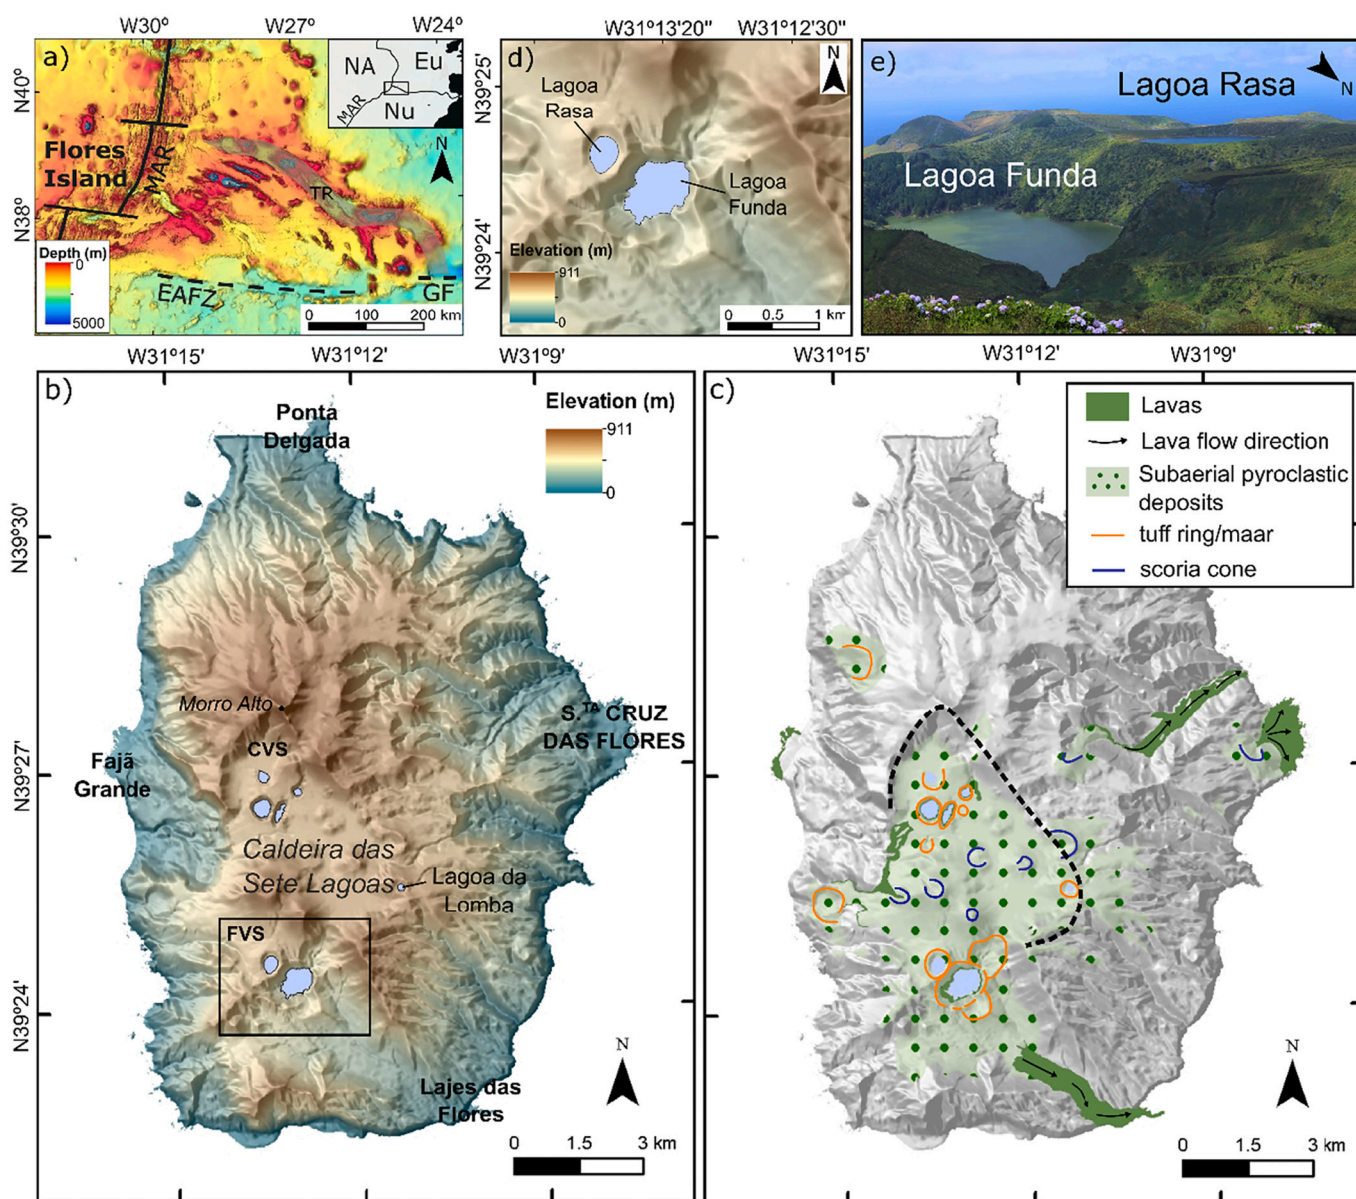 W30°
W27°
W24°
a)
N40°
N38°
NA
Eu
MAR
Nu
N
Flores
Island
MAR
TR
Depth (m)
0
5000
EAFZ
GF
0
100
200 km
W31°13'20"
W31°12'30"
d)
N
N39°25'
N39°24'
Lagoa
Rasa
Lagoa
Funda
Elevation (m)
911
0
0
0.5
1 km
e)
Lagoa Rasa
N
Lagoa Funda
W31°15'
W31°12'
W31°9'
b)
N39°30'
N39°27'
N39°24'
Ponta
Delgada
Elevation (m)
911
0
Morro Alto
CVS
S.TA CRUZ
DAS FLORES
Fajã
Grande
Caldeira das
Sete Lagoas
Lagoa da
Lomba
FVS
Lajes das
Flores
N
0
1.5
3 km
W31°15'
W31°12'
W31°9'
c)
Lavas
Lava flow direction
Subaerial pyroclastic
deposits
tuff ring/maar
scoria cone
N
0
1.5
3 km